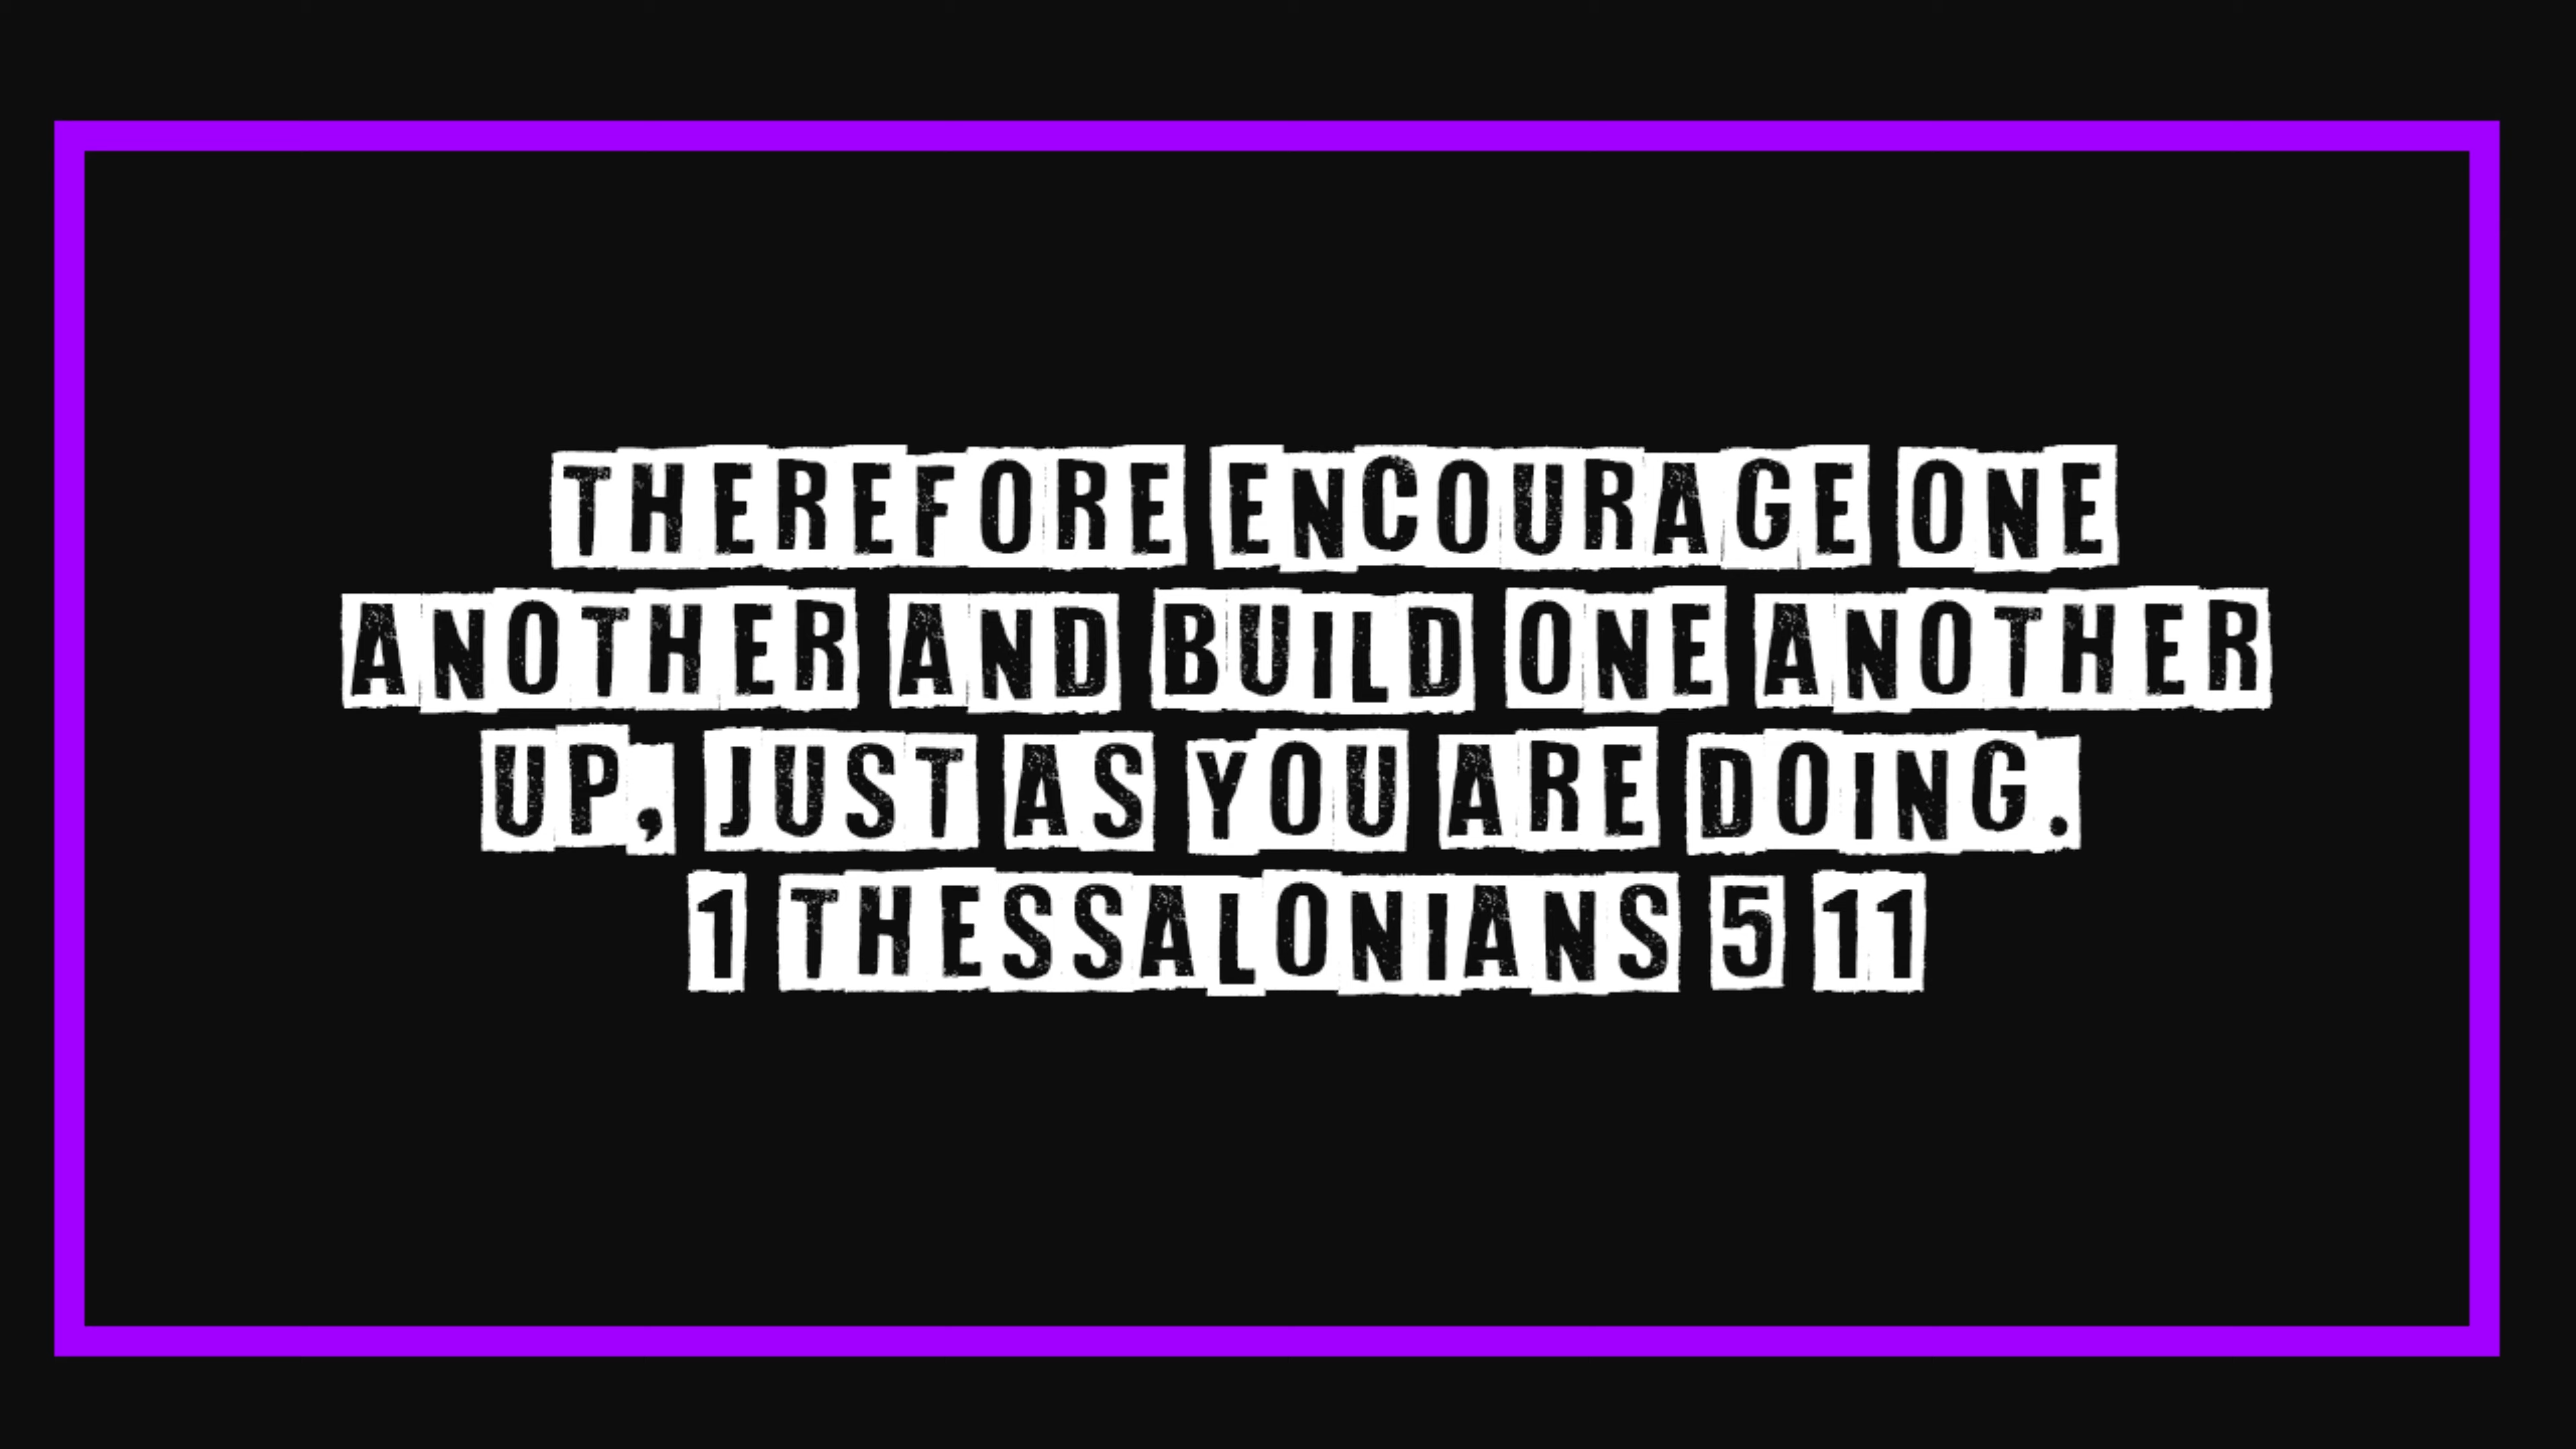 THEREFORE ENCOURAGE ONE
ANOTHER AND BUILD ONE ANOTHER
UP, JUST AS YOU ARE DOING.
1 THESSALONIANS 5 11